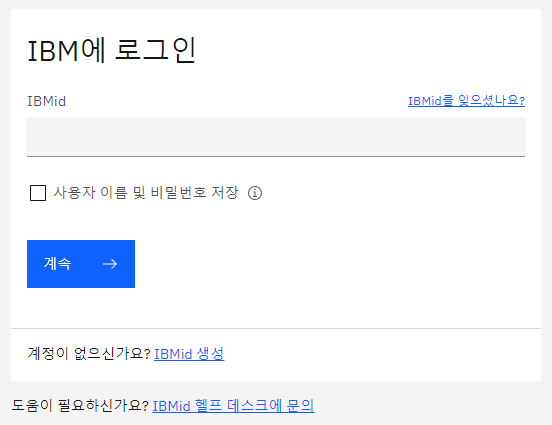 IBM에 로그인
IBMid IBMid를 잊으셨나요?
사용자 이름 및 비밀번호 저장
계속
계정이 없으신가요? IBMid 생성
도움이 필요하신가요? IBMid 헬프 데스크에 문의